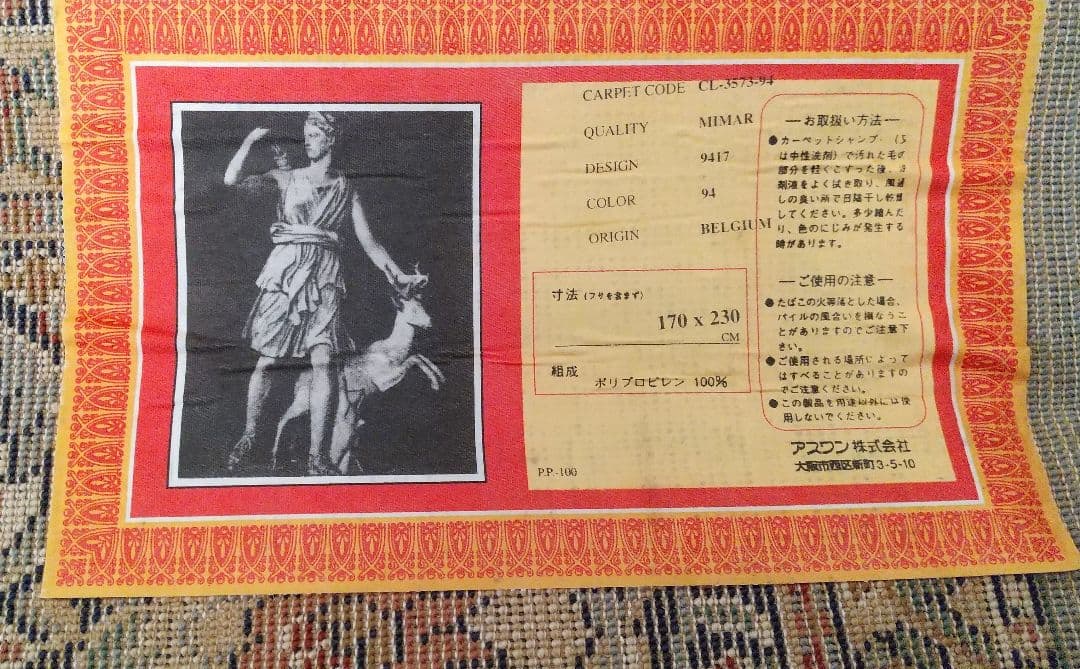 CARPET CODE CL-3573-94
QUALITY MIMAR
DESIGN 9417
COLOR 94
ORIGIN BELGIUM
寸法 (フサを含まず)
170 x 230
CM
組成
ポリプロピレン 100%
P.P.-100
―お取扱い方法―
●カーペットシャンプー(又
は中性洗剤)で汚れた毛の
部分を軽くこすった後、
剤液をよく拭き取り、風通
しの良い所で日陰干し乾燥
してください。多少縮んだ
り、色のにじみが発生する
時があります。
―ご使用の注意―
●たばこの火等落とした場合、
パイルの風合いを損なうこ
とがありますのでご注意下
さい。
●ご使用される場所によって
はすべることがありますの
でご注意ください。
●この製品を用途以外には使
用しないでください。
アスワン株式会社
大阪市西区新町3-5-10